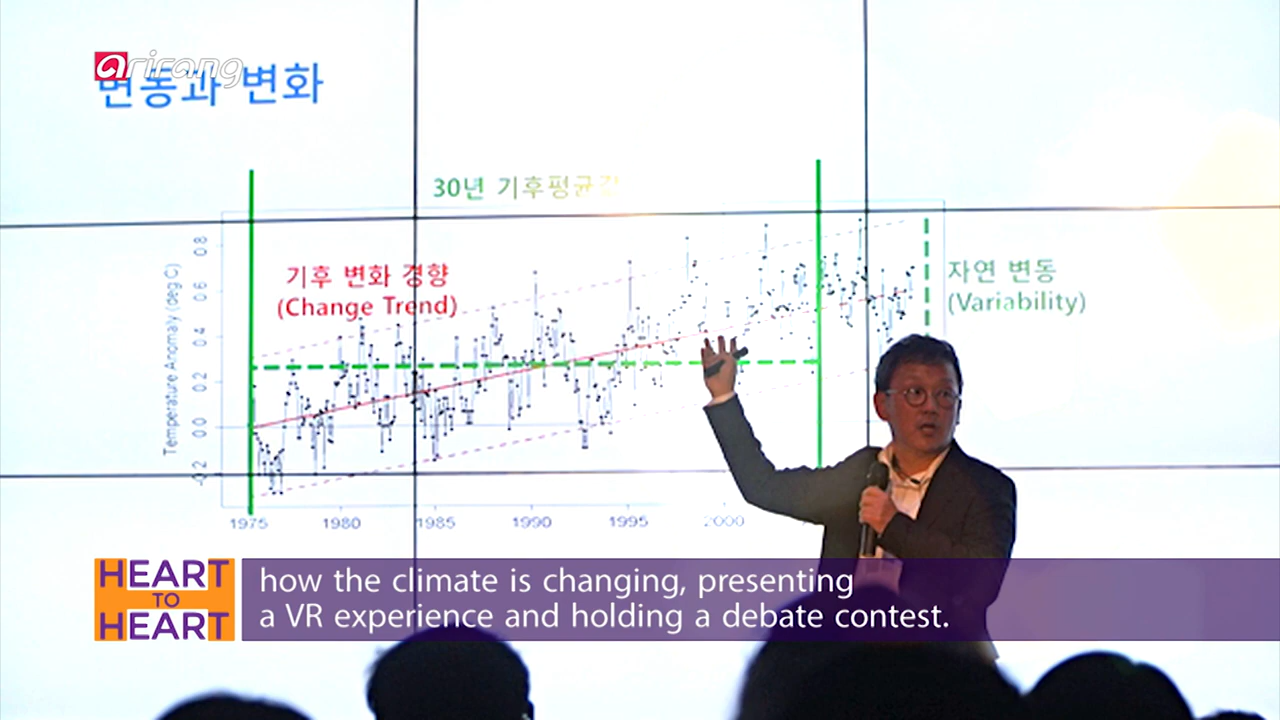 arirang
변동과 변화
30년 기후평균값
기후 변화 경향
(Change Trend)
자연 변동
(Variability)
Temperature Anomaly (deg C)
0.8
0.6
0.4
0.2
0.0
-0.2
1975
1980
1985
1990
1995
2000
HEART
TO
HEART
how the climate is changing, presenting
a VR experience and holding a debate contest.